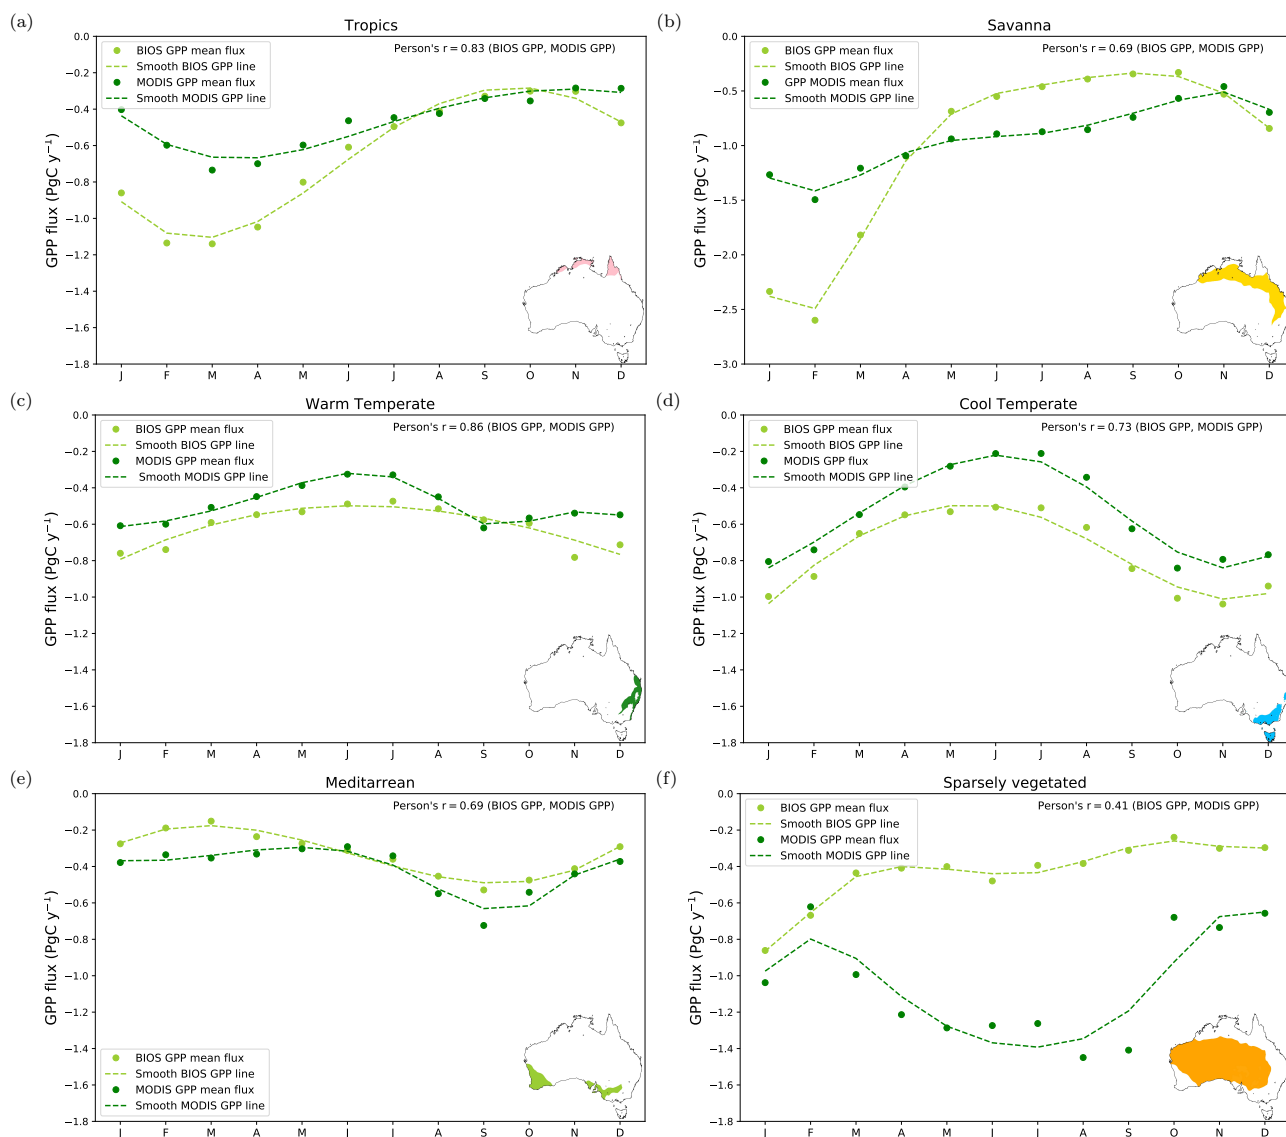 (a)
Tropics
BIOS GPP mean flux
Smooth BIOS GPP line
MODIS GPP mean flux
Smooth MODIS GPP line
Person's r = 0.83 (BIOS GPP, MODIS GPP)
GPP flux (PgC y⁻¹)
0.0
−0.2
−0.4
−0.6
−0.8
−1.0
−1.2
−1.4
−1.6
−1.8
J F M A M J J A S O N D
(b)
Savanna
BIOS GPP mean flux
Smooth BIOS GPP line
GPP MODIS mean flux
Smooth MODIS GPP line
Person's r = 0.69 (BIOS GPP, MODIS GPP)
GPP flux (PgC y⁻¹)
0.0
−0.5
−1.0
−1.5
−2.0
−2.5
−3.0
J F M A M J J A S O N D
(c)
Warm Temperate
BIOS GPP mean flux
Smooth BIOS GPP line
MODIS GPP mean flux
Smooth MODIS GPP line
Person's r = 0.86 (BIOS GPP, MODIS GPP)
GPP flux (PgC y⁻¹)
0.0
−0.2
−0.4
−0.6
−0.8
−1.0
−1.2
−1.4
−1.6
−1.8
J F M A M J J A S O N D
(d)
Cool Temperate
BIOS GPP mean flux
Smooth BIOS GPP line
MODIS GPP flux
Smooth MODIS GPP line
Person's r = 0.73 (BIOS GPP, MODIS GPP)
GPP flux (PgC y⁻¹)
0.0
−0.2
−0.4
−0.6
−0.8
−1.0
−1.2
−1.4
−1.6
−1.8
J F M A M J J A S O N D
(e)
Meditarrean
Person's r = 0.69 (BIOS GPP, MODIS GPP)
GPP flux (PgC y⁻¹)
0.0
−0.2
−0.4
−0.6
−0.8
−1.0
−1.2
−1.4
−1.6
−1.8
BIOS GPP mean flux
Smooth BIOS GPP line
MODIS GPP mean flux
Smooth MODIS GPP line
J F M A M J J A S O N D
(f)
Sparsely vegetated
BIOS GPP mean flux
Smooth BIOS GPP line
MODIS GPP mean flux
Smooth MODIS GPP line
Person's r = 0.41 (BIOS GPP, MODIS GPP)
GPP flux (PgC y⁻¹)
0.0
−0.2
−0.4
−0.6
−0.8
−1.0
−1.2
−1.4
−1.6
−1.8
J F M A M J J A S O N D